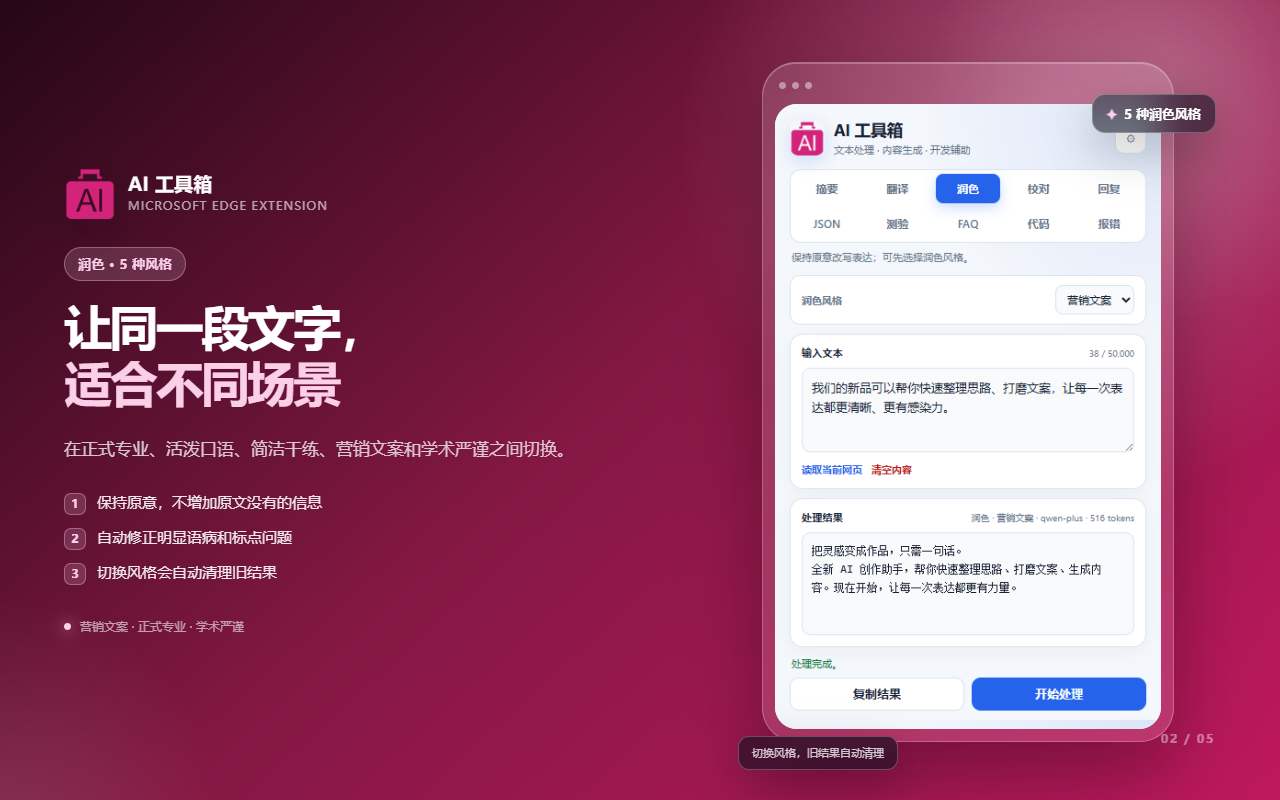 AI 工具箱
MICROSOFT EDGE EXTENSION
润色 • 5 种风格
让同一段文字，
适合不同场景
在正式专业、活泼口语、简洁干练、营销文案和学术严谨之间切换。
1 保持原意，不增加原文没有的信息
2 自动修正明显语病和标点问题
3 切换风格会自动清理旧结果
营销文案 · 正式专业 · 学术严谨
✦ 5 种润色风格
AI AI 工具箱
文本处理 · 内容生成 · 开发辅助
摘要 翻译 润色 校对 回复
JSON 测验 FAQ 代码 报错
保持原意改写表达；可先选择润色风格。
润色风格 营销文案
输入文本 38 / 50,000
我们的新品可以帮你快速整理思路、打磨文案，让每一次表
达都更清晰、更有感染力。
读取当前网页 清空内容
处理结果 润色 · 营销文案 · qwen-plus · 516 tokens
把灵感变成作品，只需一句话。
全新 AI 创作助手，帮你快速整理思路、打磨文案、生成内
容。现在开始，让每一次表达都更有力量。
处理完成。
复制结果 开始处理
切换风格，旧结果自动清理
02 / 05